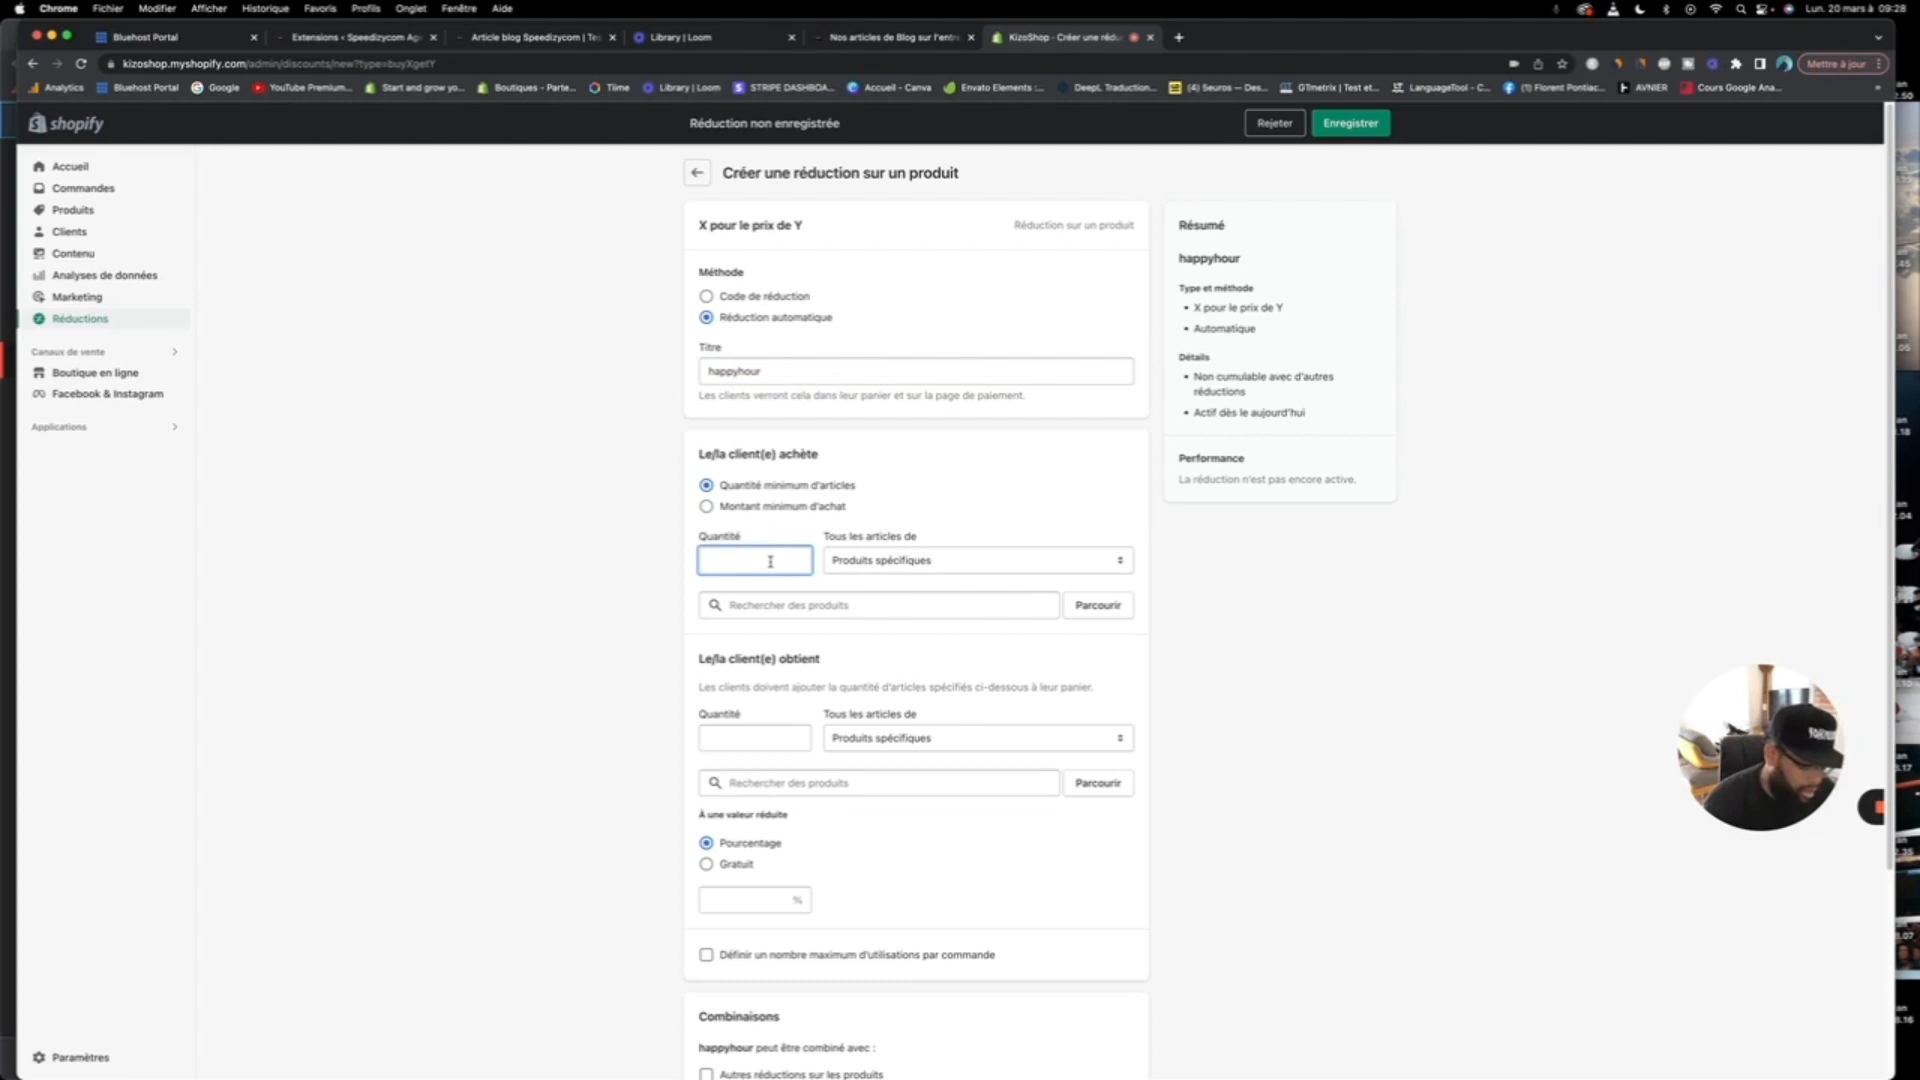 Chrome Fichier Modifier Afficher Historique Favoris Profils Onglet Fenêtre Aide
Lun. 20 mars à 09:28
Bluehost Portal
Extensions < Speedizycom Ag
Article blog Speedizycom | Te
Library | Loom
Nos articles de Blog sur l'entr
KizoShop - Créer une rédu
kizoshop.myshopify.com/admin/discounts/new?type=buyXgetY
Mettre à jour
Analytics Bluehost Portal Google YouTube Premium... Start and grow yo... Boutiques - Parte... Tiime Library | Loom STRIPE DASHBOA... Accueil - Canva Envato Elements :... DeepL Traduction... (4) Seuros — Des... GTmetrix | Test et... LanguageTool - C... (1) Florent Pontiac... AVNIER Cours Google Ana...
shopify
Réduction non enregistrée
Rejeter
Enregistrer
Accueil
Commandes
Produits
Clients
Contenu
Analyses de données
Marketing
Réductions
Canaux de vente
Boutique en ligne
Facebook & Instagram
Applications
Paramètres
Créer une réduction sur un produit
X pour le prix de Y
Réduction sur un produit
Méthode
Code de réduction
Réduction automatique
Titre
happyhour
Les clients verront cela dans leur panier et sur la page de paiement.
Le/la client(e) achète
Quantité minimum d'articles
Montant minimum d'achat
Quantité
Tous les articles de
Produits spécifiques
Rechercher des produits
Parcourir
Le/la client(e) obtient
Les clients doivent ajouter la quantité d'articles spécifiés ci-dessous à leur panier.
Quantité
Tous les articles de
Produits spécifiques
Rechercher des produits
Parcourir
À une valeur réduite
Pourcentage
Gratuit
%
Définir un nombre maximum d'utilisations par commande
Combinaisons
happyhour peut être combiné avec :
Autres réductions sur les produits
Résumé
happyhour
Type et méthode
• X pour le prix de Y
• Automatique
Détails
• Non cumulable avec d'autres
réductions
• Actif dès le aujourd'hui
Performance
La réduction n'est pas encore active.